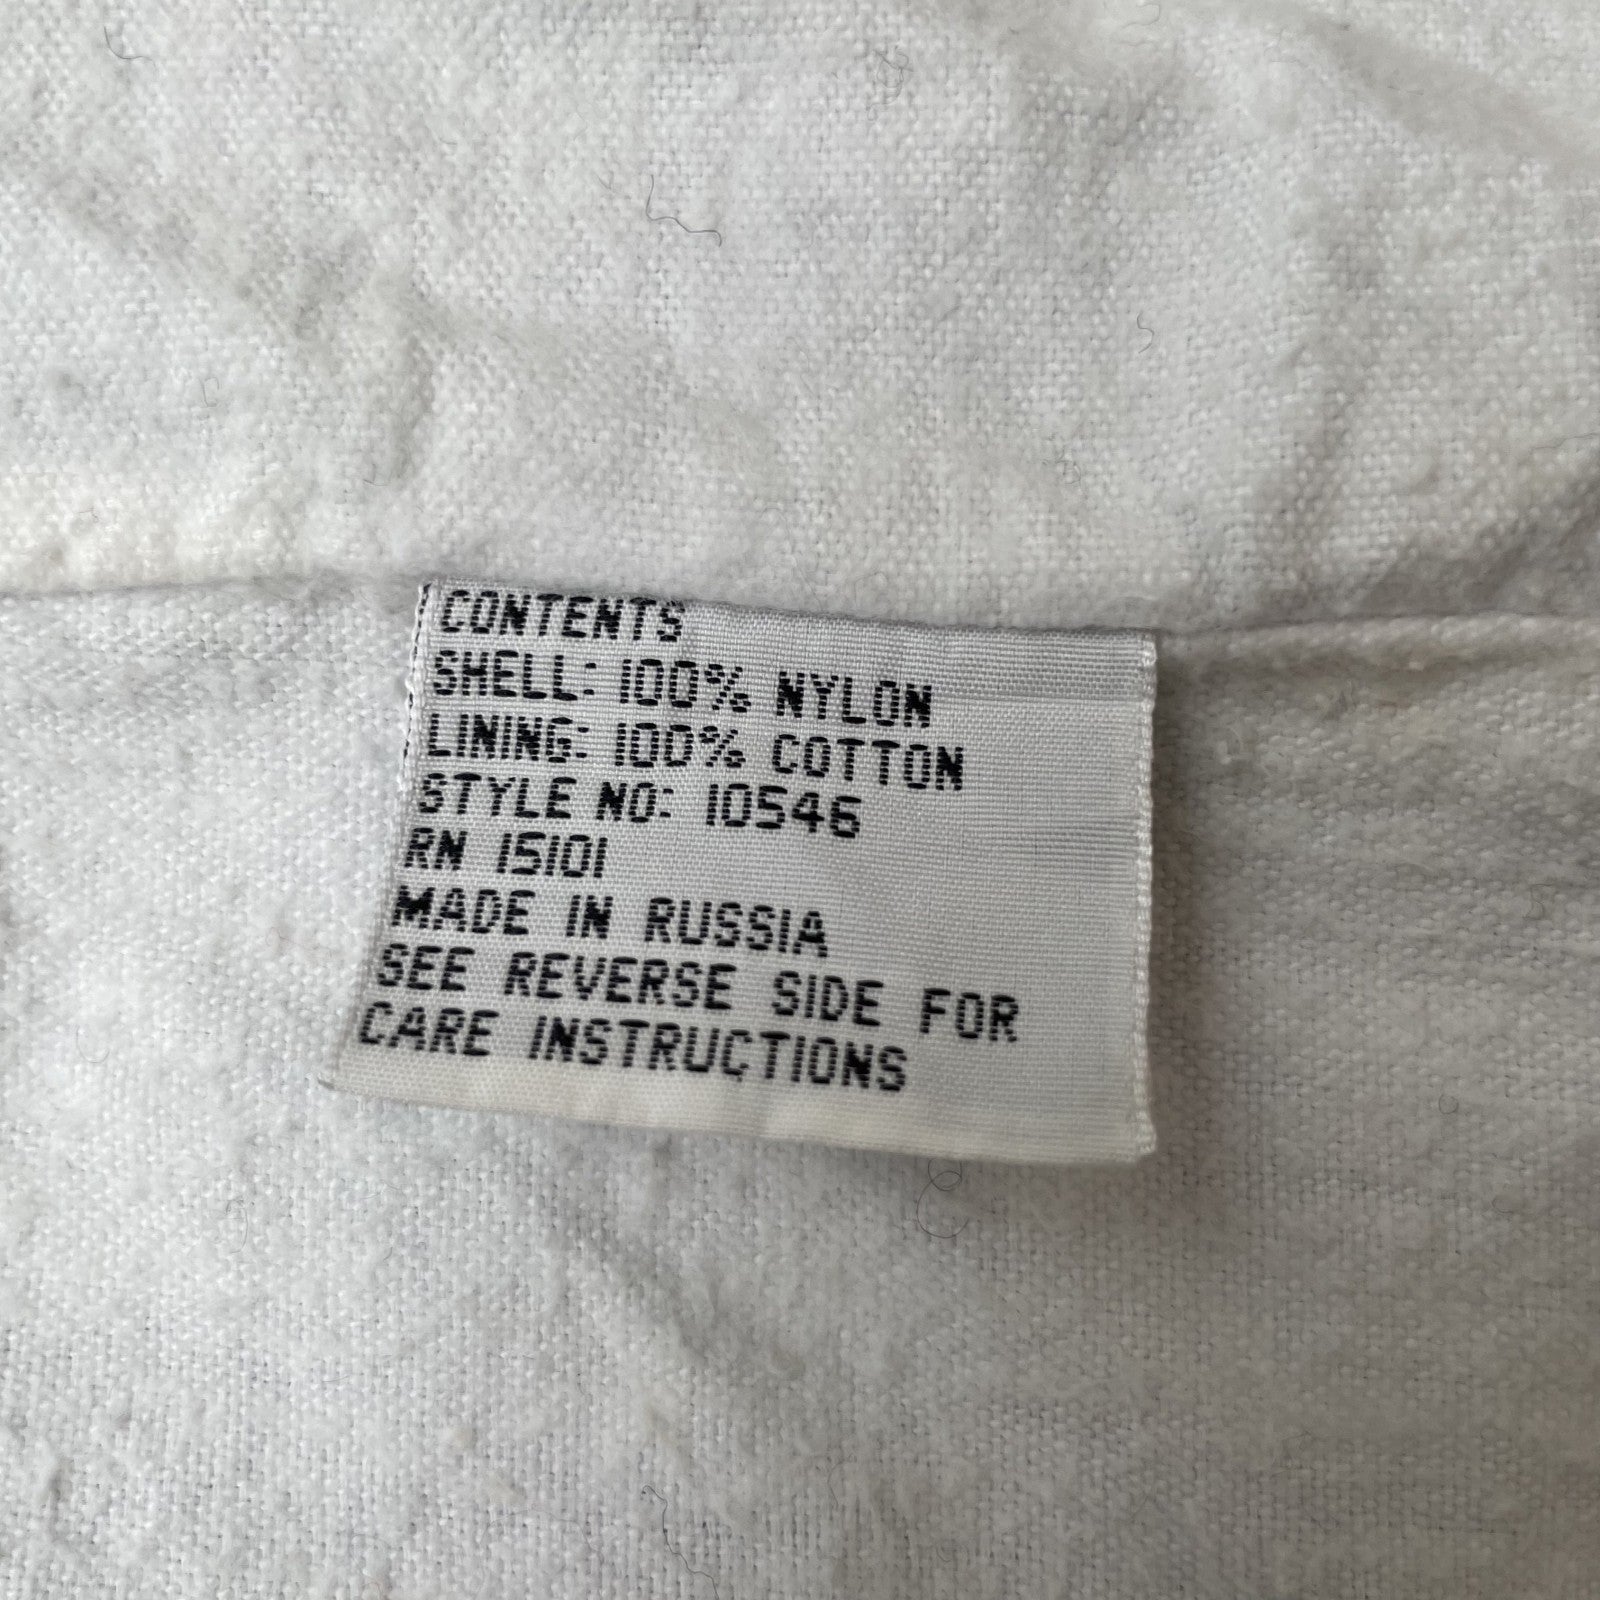 CONTENTS
SHELL: 100% NYLON
LINING: 100% COTTON
STYLE NO: 10546
RN 15101
MADE IN RUSSIA
SEE REVERSE SIDE FOR
CARE INSTRUCTIONS